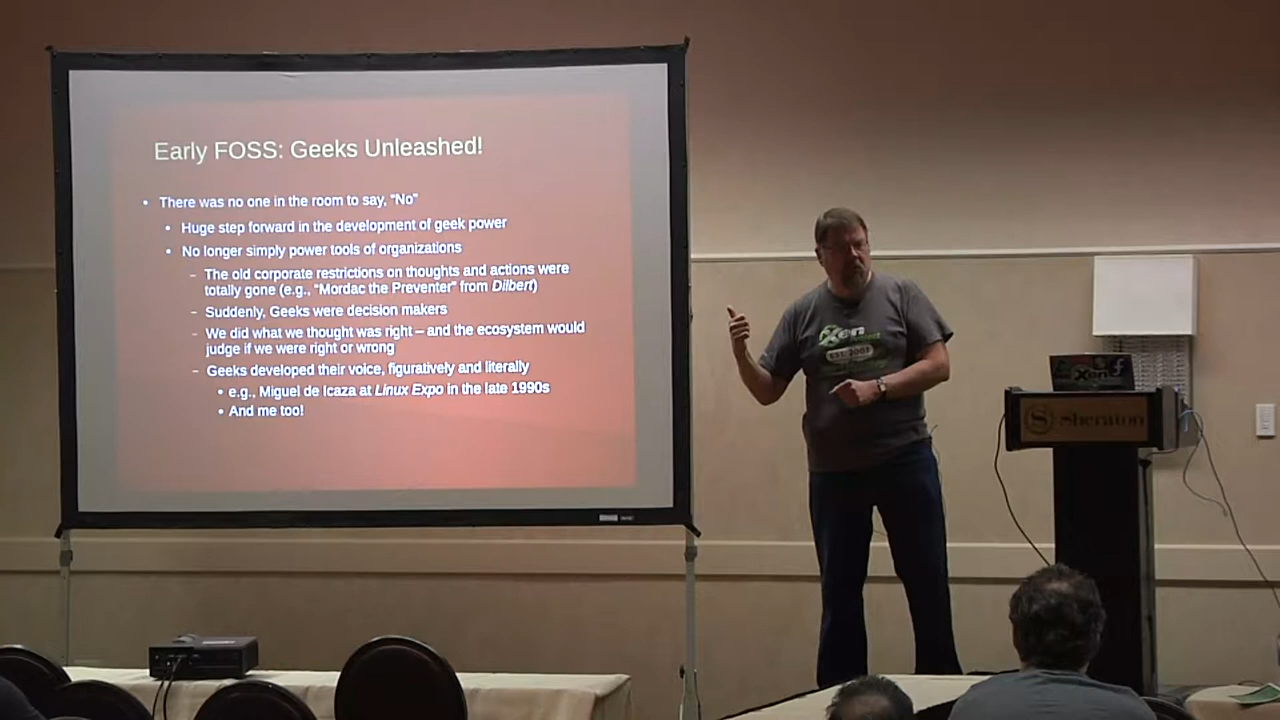 Early FOSS: Geeks Unleashed!
• There was no one in the room to say, “No”
• Huge step forward in the development of geek power
• No longer simply power tools of organizations
– The old corporate restrictions on thoughts and actions were
totally gone (e.g., “Mordac the Preventer” from Dilbert)
– Suddenly, Geeks were decision makers
– We did what we thought was right – and the ecosystem would
judge if we were right or wrong
– Geeks developed their voice, figuratively and literally
• e.g., Miguel de Icaza at Linux Expo in the late 1990s
• And me too!
Xen
EST. 2003
Xen
S Sheraton